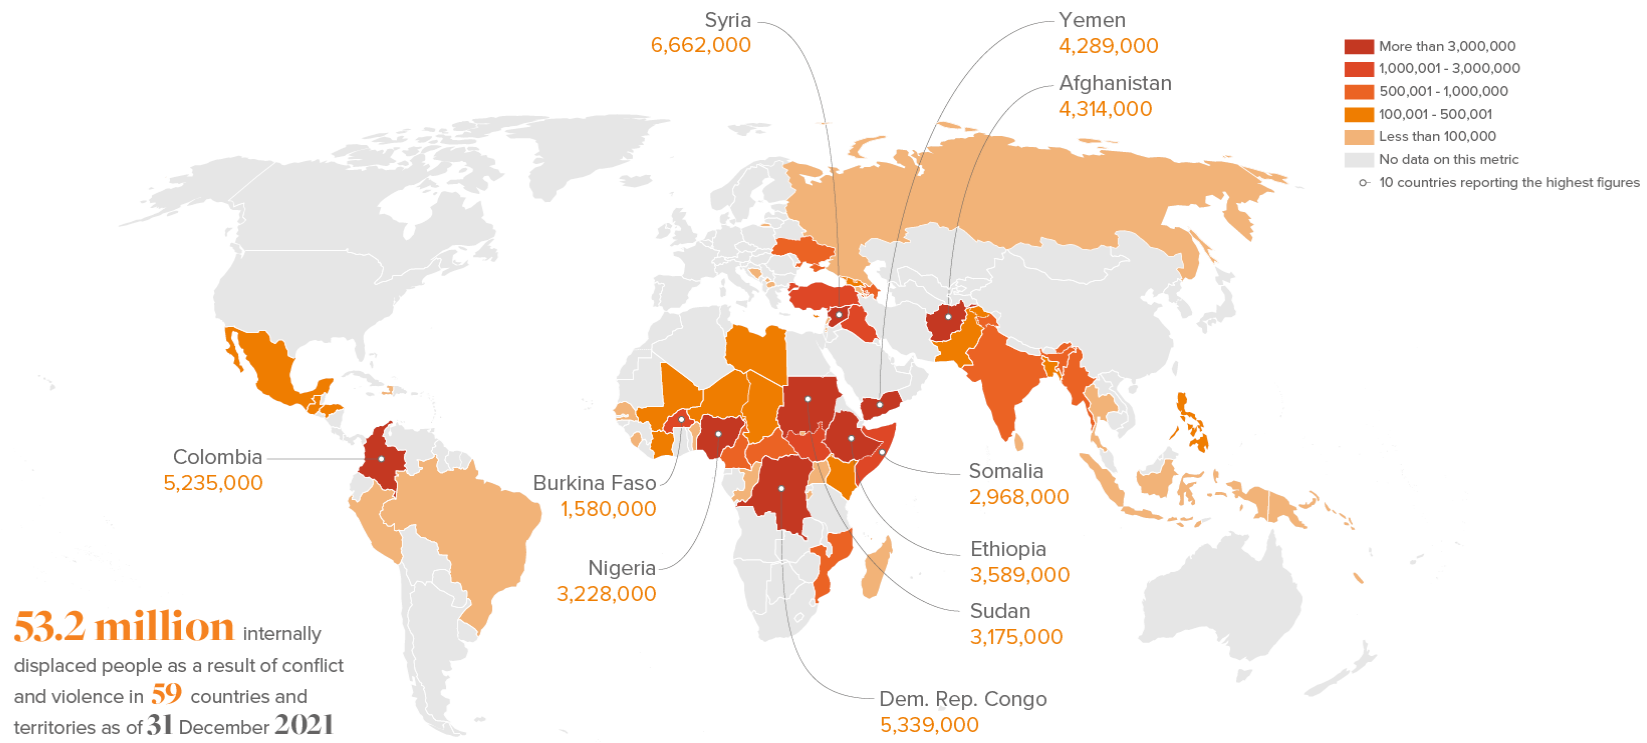 Syria
6,662,000
Yemen
4,289,000
Afghanistan
4,314,000
More than 3,000,000
1,000,001 - 3,000,000
500,001 - 1,000,000
100,001 - 500,001
Less than 100,000
No data on this metric
10 countries reporting the highest figures
Colombia
5,235,000
Burkina Faso
1,580,000
Nigeria
3,228,000
Somalia
2,968,000
Ethiopia
3,589,000
Sudan
3,175,000
Dem. Rep. Congo
5,339,000
53.2 million internally
displaced people as a result of conflict
and violence in 59 countries and
territories as of 31 December 2021